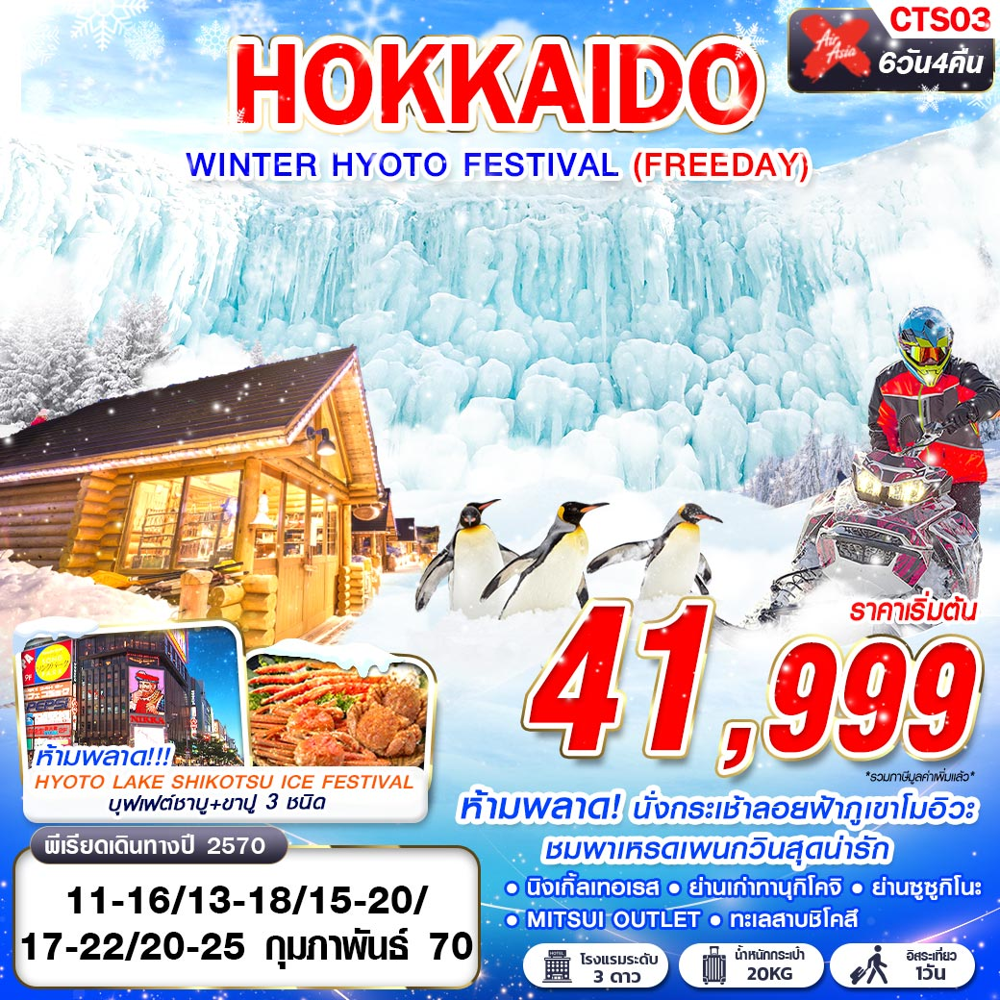 Air Asia X
CTS03
6วัน4คืน
HOKKAIDO
WINTER HYOTO FESTIVAL (FREEDAY)
PEPSI
NIKKA
ห้ามพลาด!!!
HYOTO LAKE SHIKOTSU ICE FESTIVAL
บุฟเฟต์ชาบู+ขาปู 3 ชนิด
ราคาเริ่มต้น
41,999
*รวมภาษีมูลค่าเพิ่มแล้ว*
ห้ามพลาด! นั่งกระเช้าลอยฟ้าภูเขาโมอิวะ
ชมพาเหรดเพนกวินสุดน่ารัก
• นิงเกิ้ลเทอเรส • ย่านเก่าทานุกิโคจิ • ย่านซูซูกิโนะ
• MITSUI OUTLET • ทะเลสาบชิโคสึ
พีเรียดเดินทางปี 2570
11-16/13-18/15-20/
17-22/20-25 กุมภาพันธ์ 70
HOTEL
โรงแรมระดับ
3 ดาว
น้ำหนักกระเป๋า
20KG
อิสระเที่ยว
1วัน